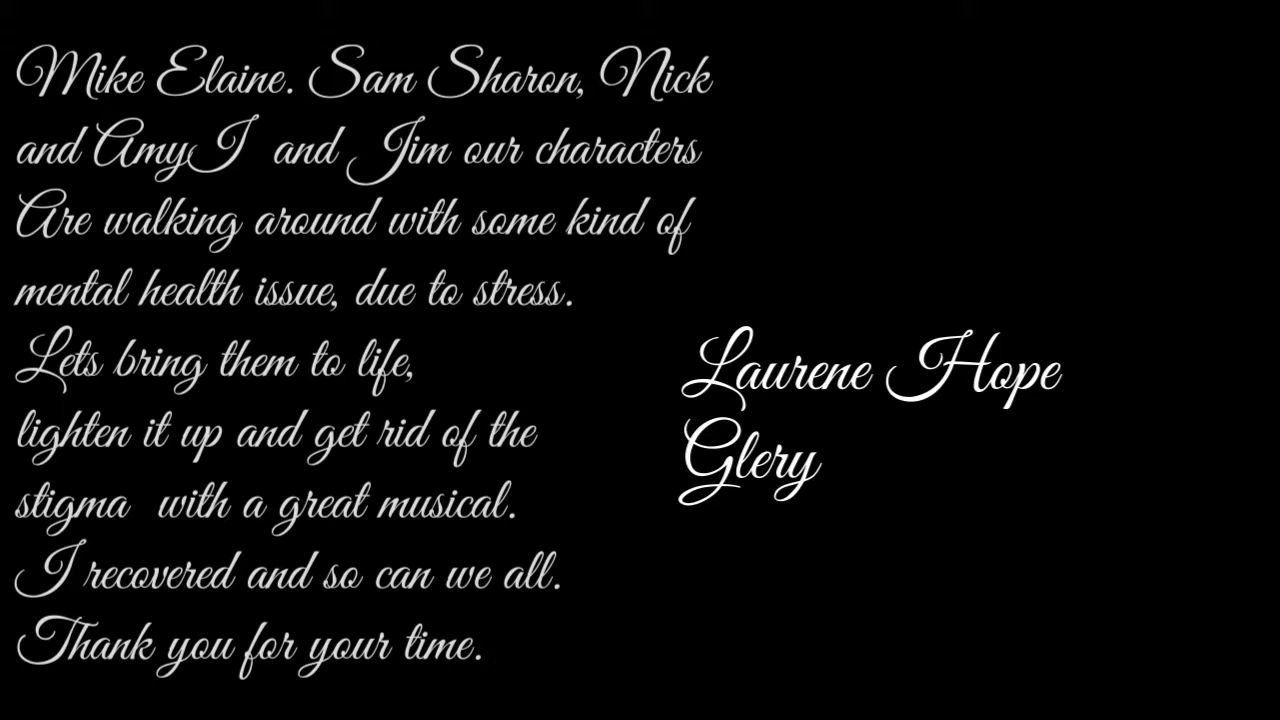 Mike Elaine. Sam Sharon, Nick
and AmyI and Jim our characters
Are walking around with some kind of
mental health issue, due to stress.
Lets bring them to life,
lighten it up and get rid of the
stigma with a great musical.
I recovered and so can we all.
Thank you for your time.
Laurene Hope
Glery